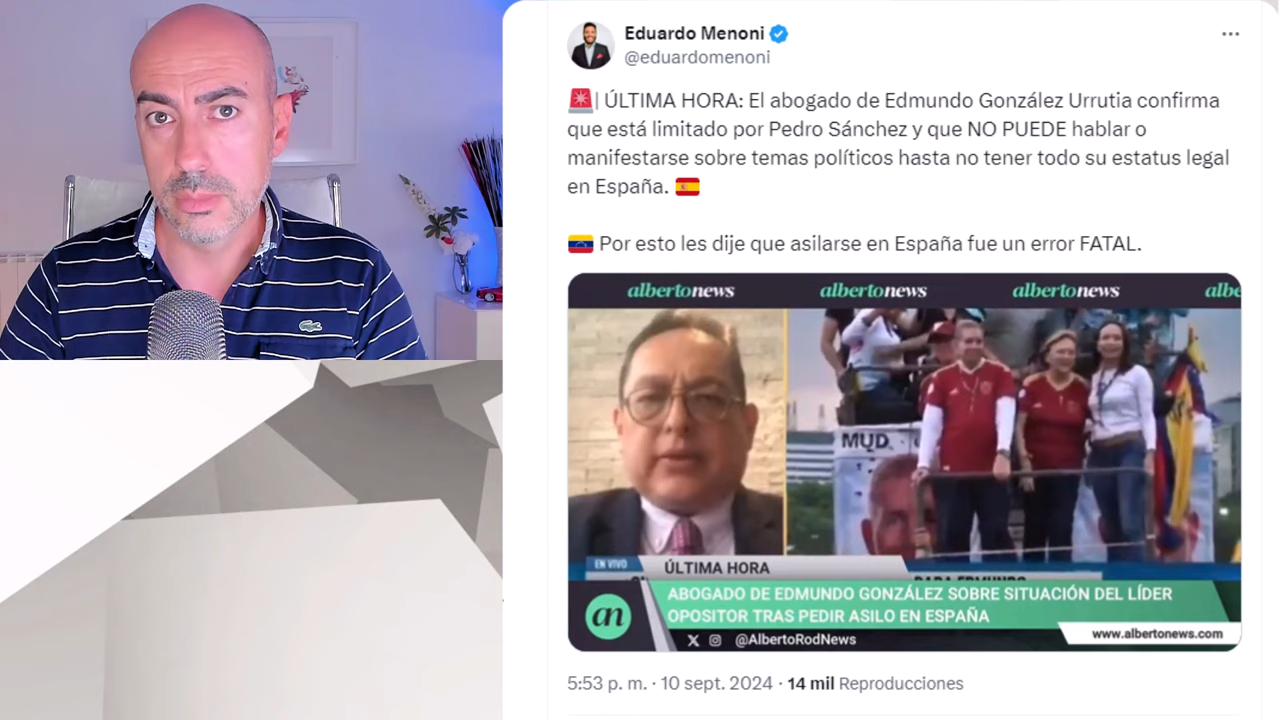 Eduardo Menoni
@eduardomenoni
| ÚLTIMA HORA: El abogado de Edmundo González Urrutia confirma
que está limitado por Pedro Sánchez y que NO PUEDE hablar o
manifestarse sobre temas políticos hasta no tener todo su estatus legal
en España.
Por esto les dije que asilarse en España fue un error FATAL.
albertonews albertonews albertonews albe
MUD
EN VIVO
ÚLTIMA HORA
PARA EDMUNDO
an
ABOGADO DE EDMUNDO GONZÁLEZ SOBRE SITUACIÓN DEL LÍDER
OPOSITOR TRAS PEDIR ASILO EN ESPAÑA
www.albertonews.com
@AlbertoRodNews
5:53 p. m. · 10 sept. 2024 · 14 mil Reproducciones